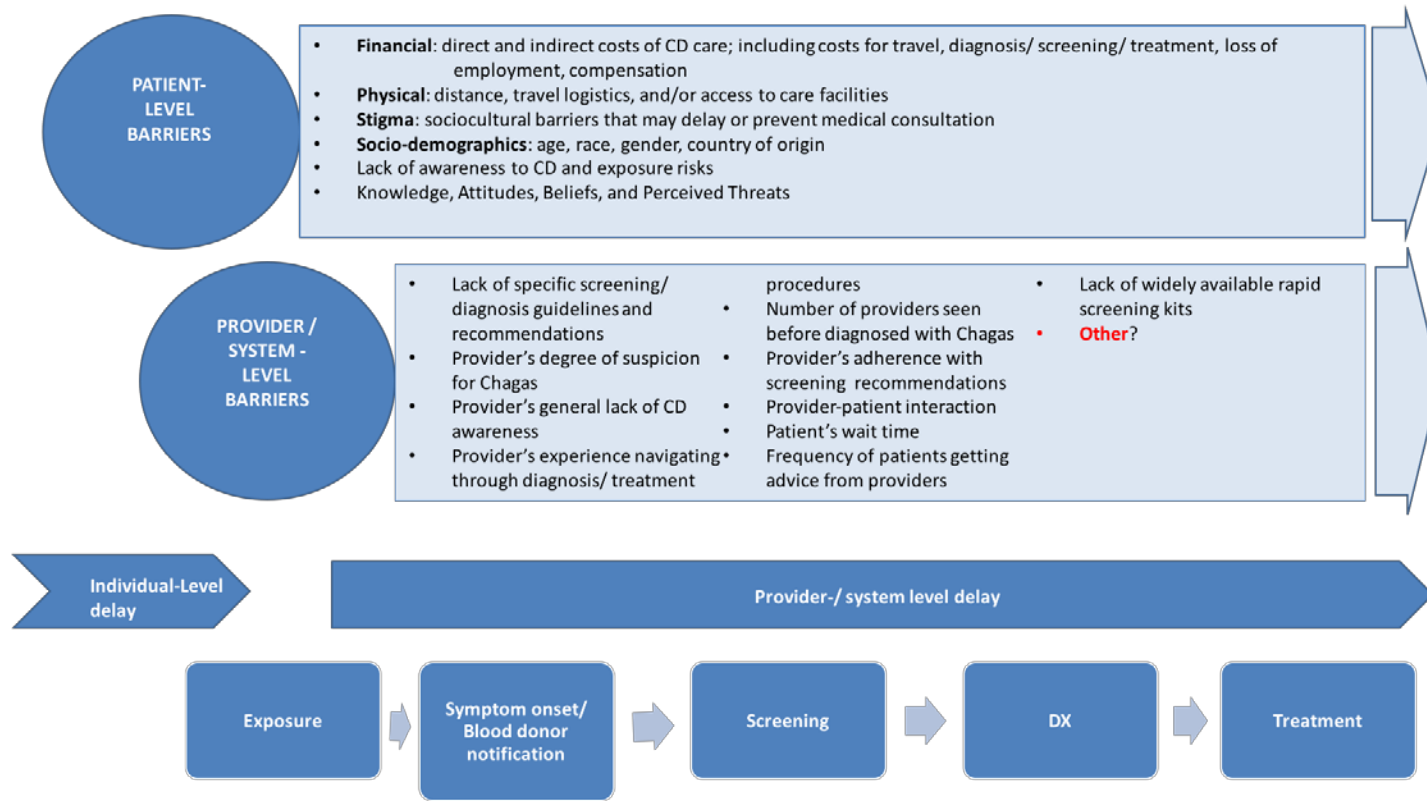 PATIENT-
LEVEL
BARRIERS
• Financial: direct and indirect costs of CD care; including costs for travel, diagnosis/ screening/ treatment, loss of
employment, compensation
• Physical: distance, travel logistics, and/or access to care facilities
• Stigma: sociocultural barriers that may delay or prevent medical consultation
• Socio-demographics: age, race, gender, country of origin
• Lack of awareness to CD and exposure risks
• Knowledge, Attitudes, Beliefs, and Perceived Threats
PROVIDER /
SYSTEM -
LEVEL
BARRIERS
• Lack of specific screening/
diagnosis guidelines and
recommendations
• Provider's degree of suspicion
for Chagas
• Provider's general lack of CD
awareness
• Provider's experience navigating
through diagnosis/ treatment
procedures
• Number of providers seen
before diagnosed with Chagas
• Provider's adherence with
screening recommendations
• Provider-patient interaction
• Patient's wait time
• Frequency of patients getting
advice from providers
• Lack of widely available rapid
screening kits
• Other?
Individual-Level
delay
Provider-/ system level delay
Exposure
Symptom onset/
Blood donor
notification
Screening
DX
Treatment